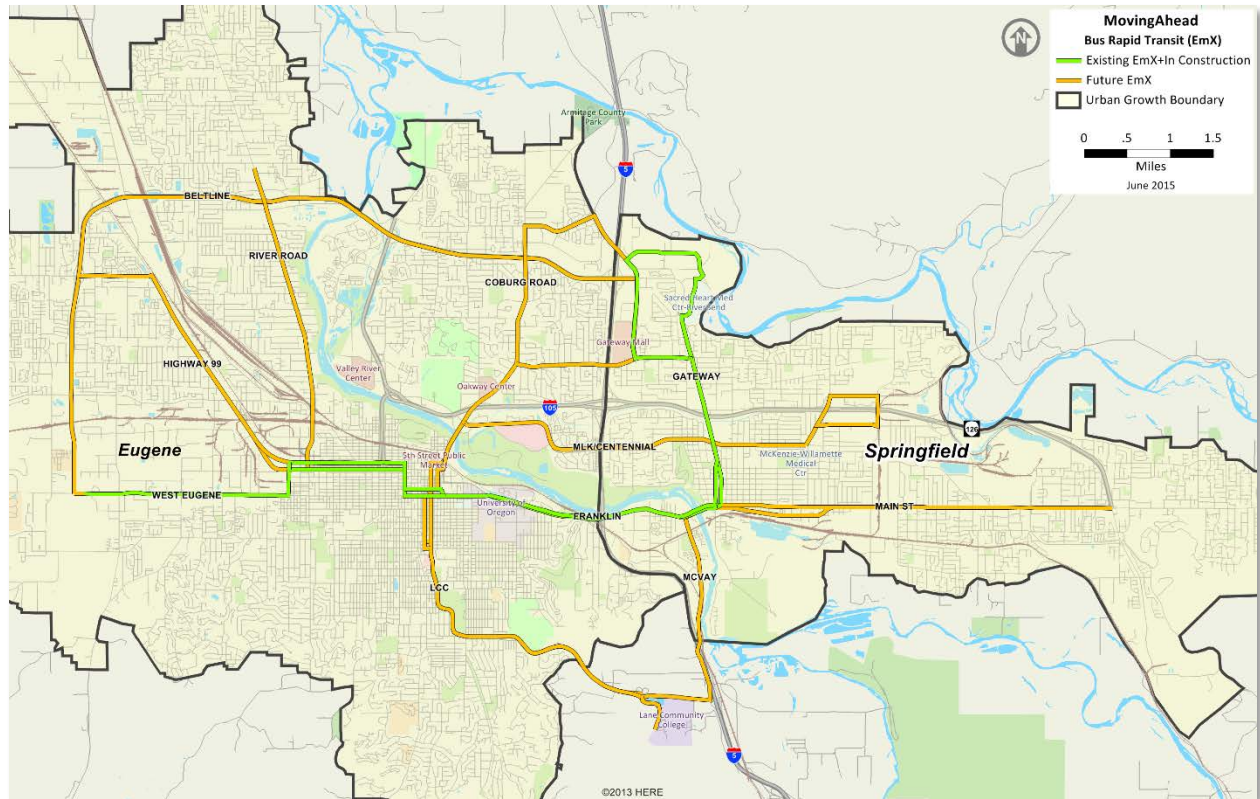 MovingAhead
Bus Rapid Transit (EmX)
Existing EmX+In Construction
Future EmX
Urban Growth Boundary
0 .5 1 1.5
Miles
June 2015
N
Armitage County
Park
5
BELTLINE
RIVER ROAD
COBURG ROAD
Sacred Heart Med
Ctr-Riverbend
Gateway Mall
HIGHWAY 99
Valley River
Center
Oakway Center
GATEWAY
105
126
Eugene
5th Street Public
Market
MLK/CENTENNIAL
McKenzie-Willamette
Medical
Ctr
Springfield
WEST EUGENE
University of
Oregon
FRANKLIN
MAIN ST
LCC
MCVAY
Lane Community
College
5
©2013 HERE